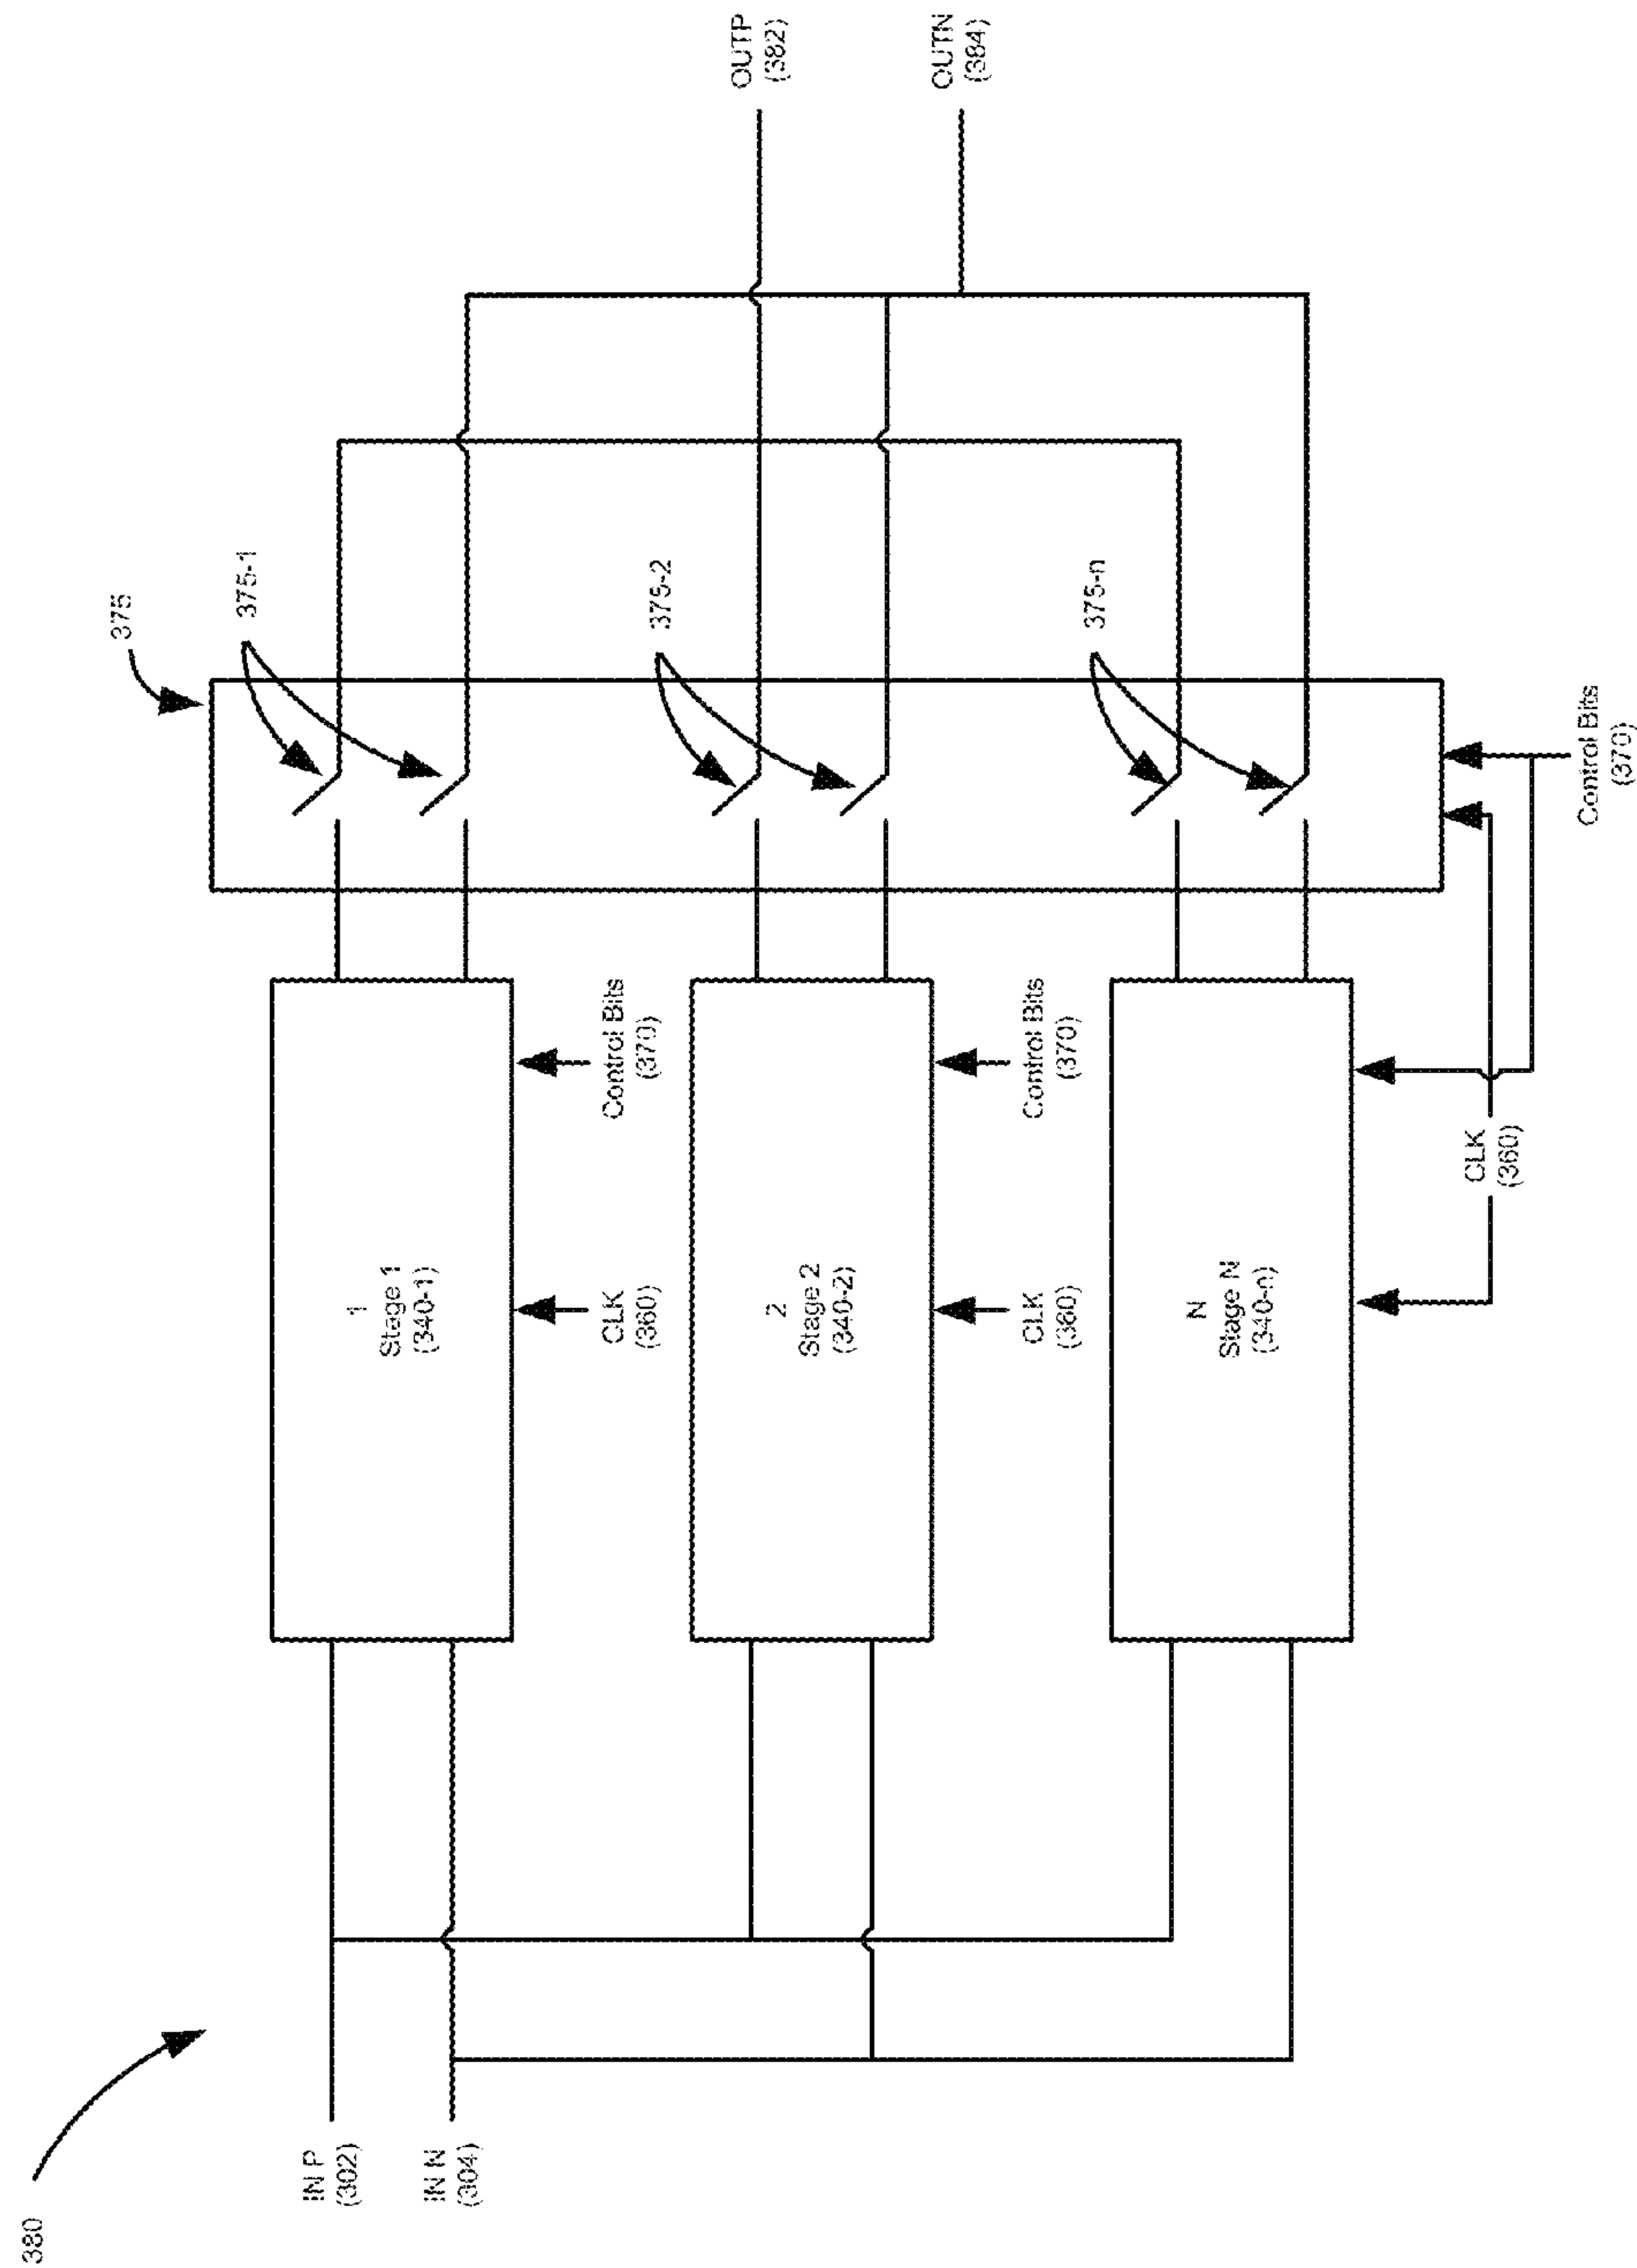 380
375
375-1
IN P
(302)
IN N
(304)
1
Stage 1
(340-1)
CLK
(360)
Control Bits
(370)
375-2
OUTP
(382)
2
Stage 2
(340-2)
OUTN
(384)
CLK
(360)
Control Bits
(370)
375-n
N
Stage N
(340-n)
CLK
(360)
Control Bits
(370)